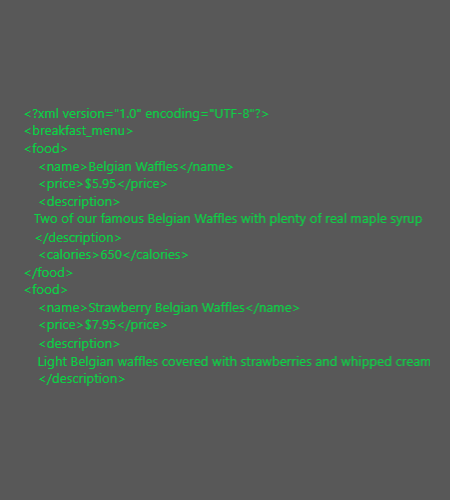 <?xml version="1.0" encoding="UTF-8"?>
<breakfast_menu>
<food>
<name>Belgian Waffles</name>
<price>$5.95</price>
<description>
Two of our famous Belgian Waffles with plenty of real maple syrup
</description>
<calories>650</calories>
</food>
<food>
<name>Strawberry Belgian Waffles</name>
<price>$7.95</price>
<description>
Light Belgian waffles covered with strawberries and whipped cream
</description>